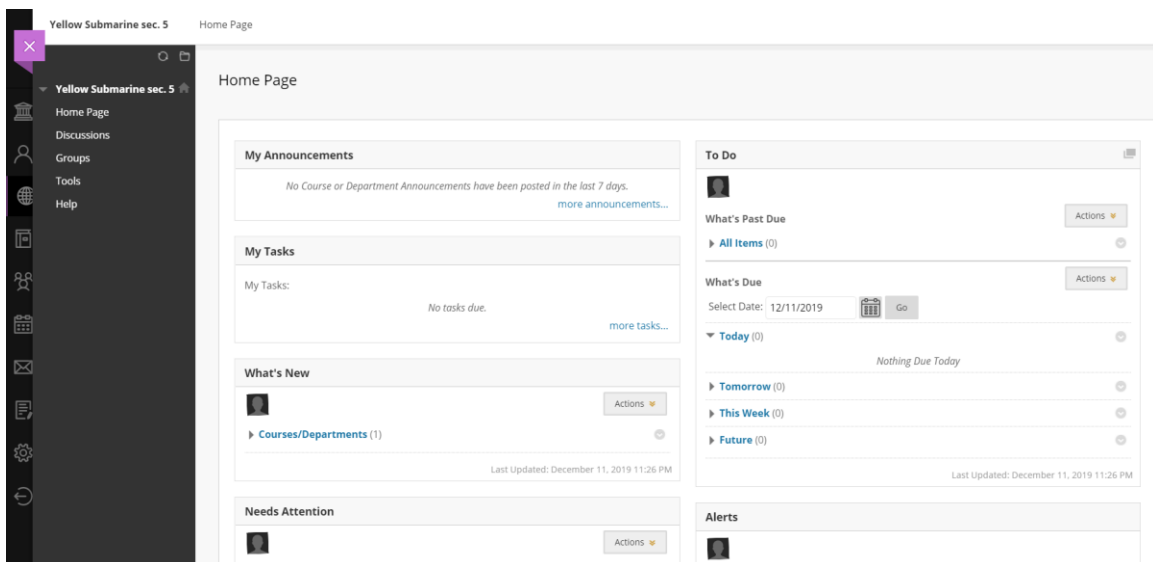 Yellow Submarine sec. 5 Home Page
Yellow Submarine sec. 5
Home Page
Discussions
Groups
Tools
Help
Home Page
My Announcements
No Course or Department Announcements have been posted in the last 7 days.
more announcements...
My Tasks
My Tasks:
No tasks due.
more tasks...
What's New
Actions
Courses/Departments (1)
Last Updated: December 11, 2019 11:26 PM
Needs Attention
Actions
To Do
What's Past Due
Actions
All Items (0)
What's Due
Actions
Select Date: 12/11/2019 Go
Today (0)
Nothing Due Today
Tomorrow (0)
This Week (0)
Future (0)
Last Updated: December 11, 2019 11:26 PM
Alerts